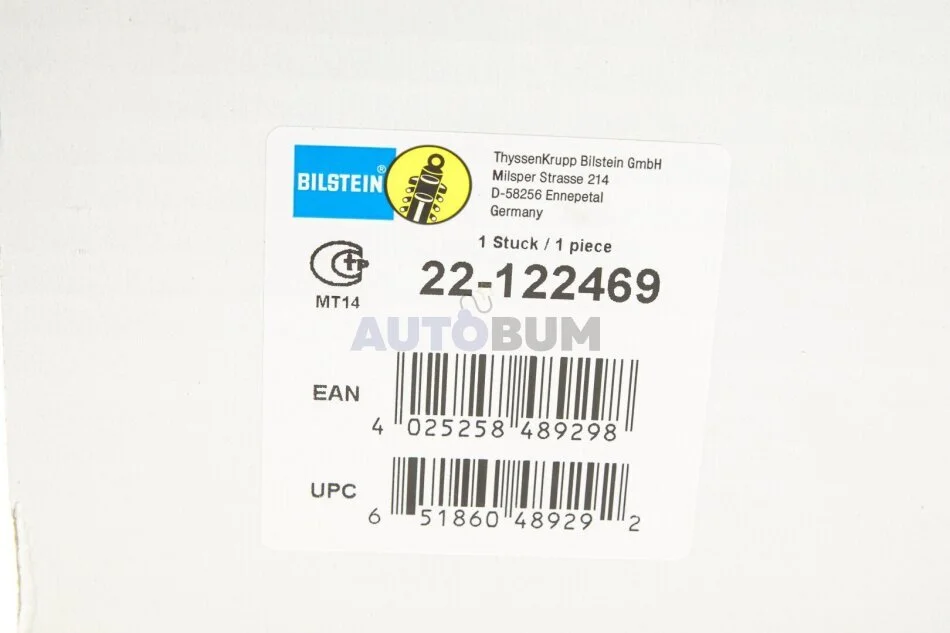 BILSTEIN®
ThyssenKrupp Bilstein GmbH
Milsper Strasse 214
D-58256 Ennepetal
Germany
1 Stuck / 1 piece
22-122469
MT14
AUTOBUM
EAN
4 025258 489298
UPC
6 51860 48929 2